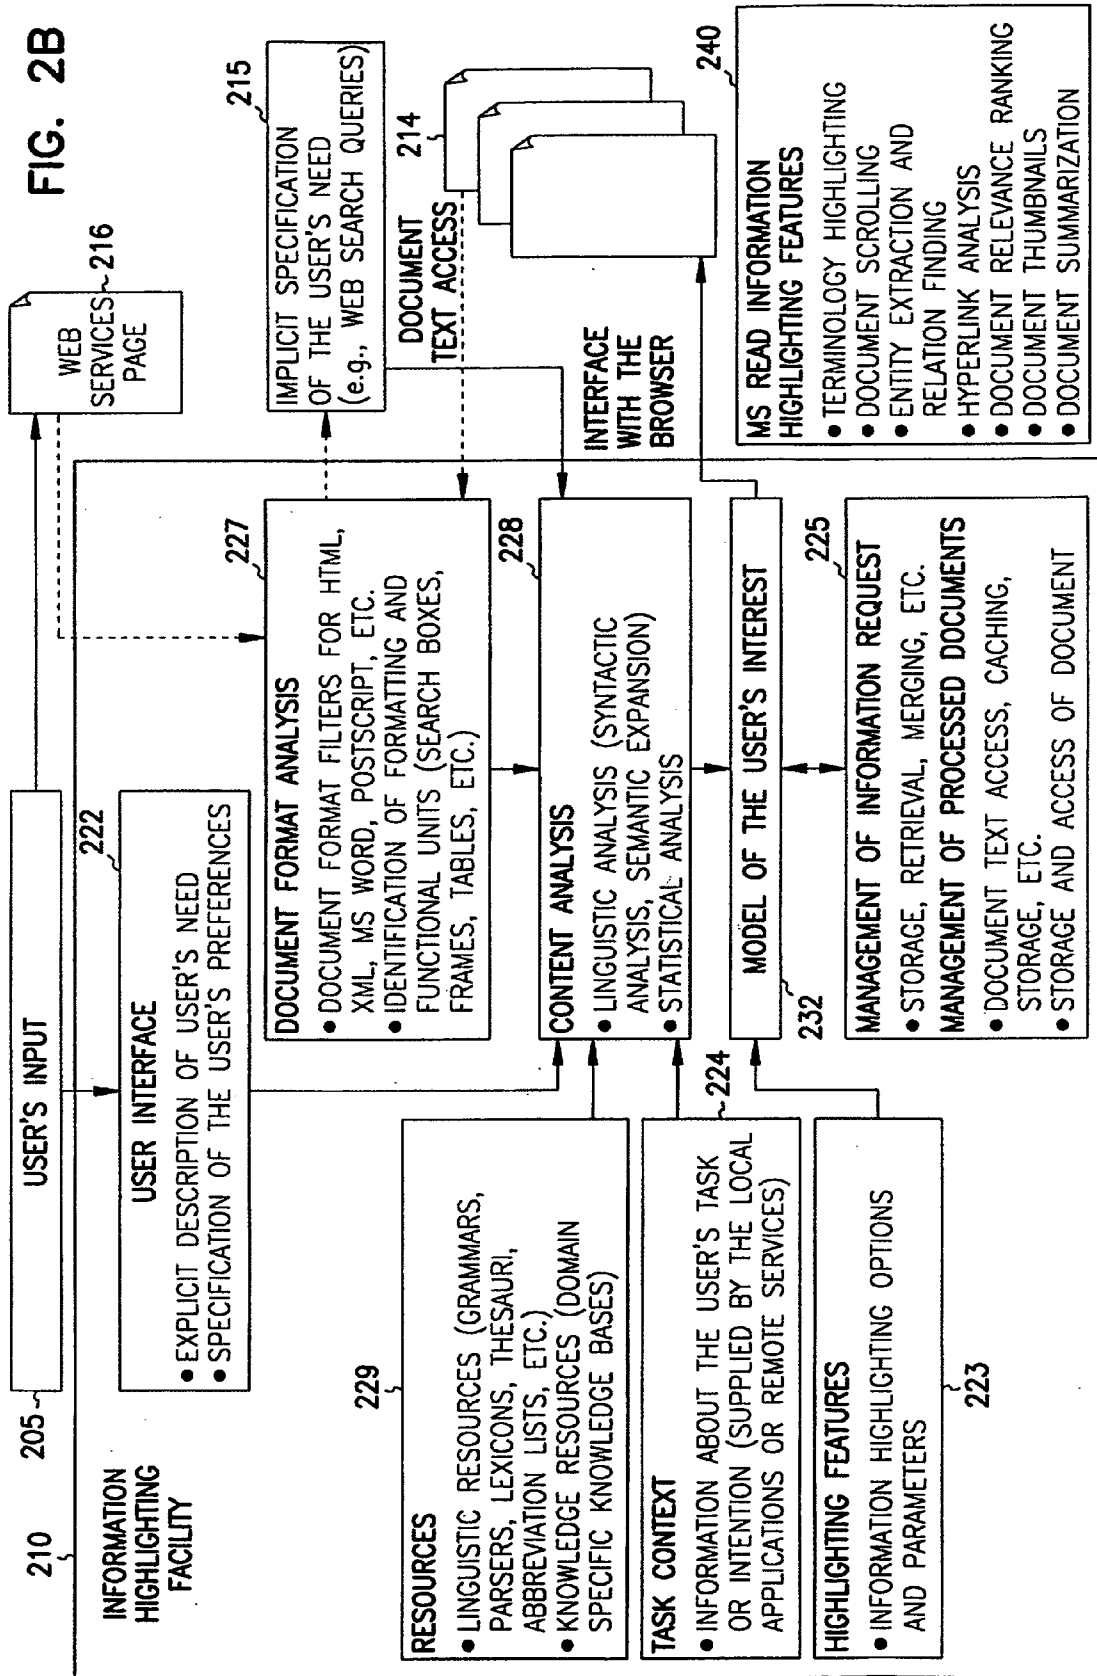 FIG. 2B
205
USER'S INPUT
WEB
SERVICES
PAGE
216
210
INFORMATION
HIGHLIGHTING
FACILITY
222
USER INTERFACE
● EXPLICIT DESCRIPTION OF USER'S NEED
● SPECIFICATION OF THE USER'S PREFERENCES
227
DOCUMENT FORMAT ANALYSIS
● DOCUMENT FORMAT FILTERS FOR HTML,
XML, MS WORD, POSTSCRIPT, ETC.
● IDENTIFICATION OF FORMATTING AND
FUNCTIONAL UNITS (SEARCH BOXES,
FRAMES, TABLES, ETC.)
215
IMPLICIT SPECIFICATION
OF THE USER'S NEED
(e.g., WEB SEARCH QUERIES)
DOCUMENT
TEXT ACCESS
214
229
RESOURCES
● LINGUISTIC RESOURCES (GRAMMARS,
PARSERS, LEXICONS, THESAURI,
ABBREVIATION LISTS, ETC.)
● KNOWLEDGE RESOURCES (DOMAIN
SPECIFIC KNOWLEDGE BASES)
228
CONTENT ANALYSIS
● LINGUISTIC ANALYSIS (SYNTACTIC
ANALYSIS, SEMANTIC EXPANSION)
● STATISTICAL ANALYSIS
INTERFACE
WITH THE
BROWSER
TASK CONTEXT
224
● INFORMATION ABOUT THE USER'S TASK
OR INTENTION (SUPPLIED BY THE LOCAL
APPLICATIONS OR REMOTE SERVICES)
232
MODEL OF THE USER'S INTEREST
HIGHLIGHTING FEATURES
● INFORMATION HIGHLIGHTING OPTIONS
AND PARAMETERS
223
225
MANAGEMENT OF INFORMATION REQUEST
● STORAGE, RETRIEVAL, MERGING, ETC.
MANAGEMENT OF PROCESSED DOCUMENTS
● DOCUMENT TEXT ACCESS, CACHING,
STORAGE, ETC.
● STORAGE AND ACCESS OF DOCUMENT
240
MS READ INFORMATION
HIGHLIGHTING FEATURES
● TERMINOLOGY HIGHLIGHTING
● DOCUMENT SCROLLING
● ENTITY EXTRACTION AND
RELATION FINDING
● HYPERLINK ANALYSIS
● DOCUMENT RELEVANCE RANKING
● DOCUMENT THUMBNAILS
● DOCUMENT SUMMARIZATION